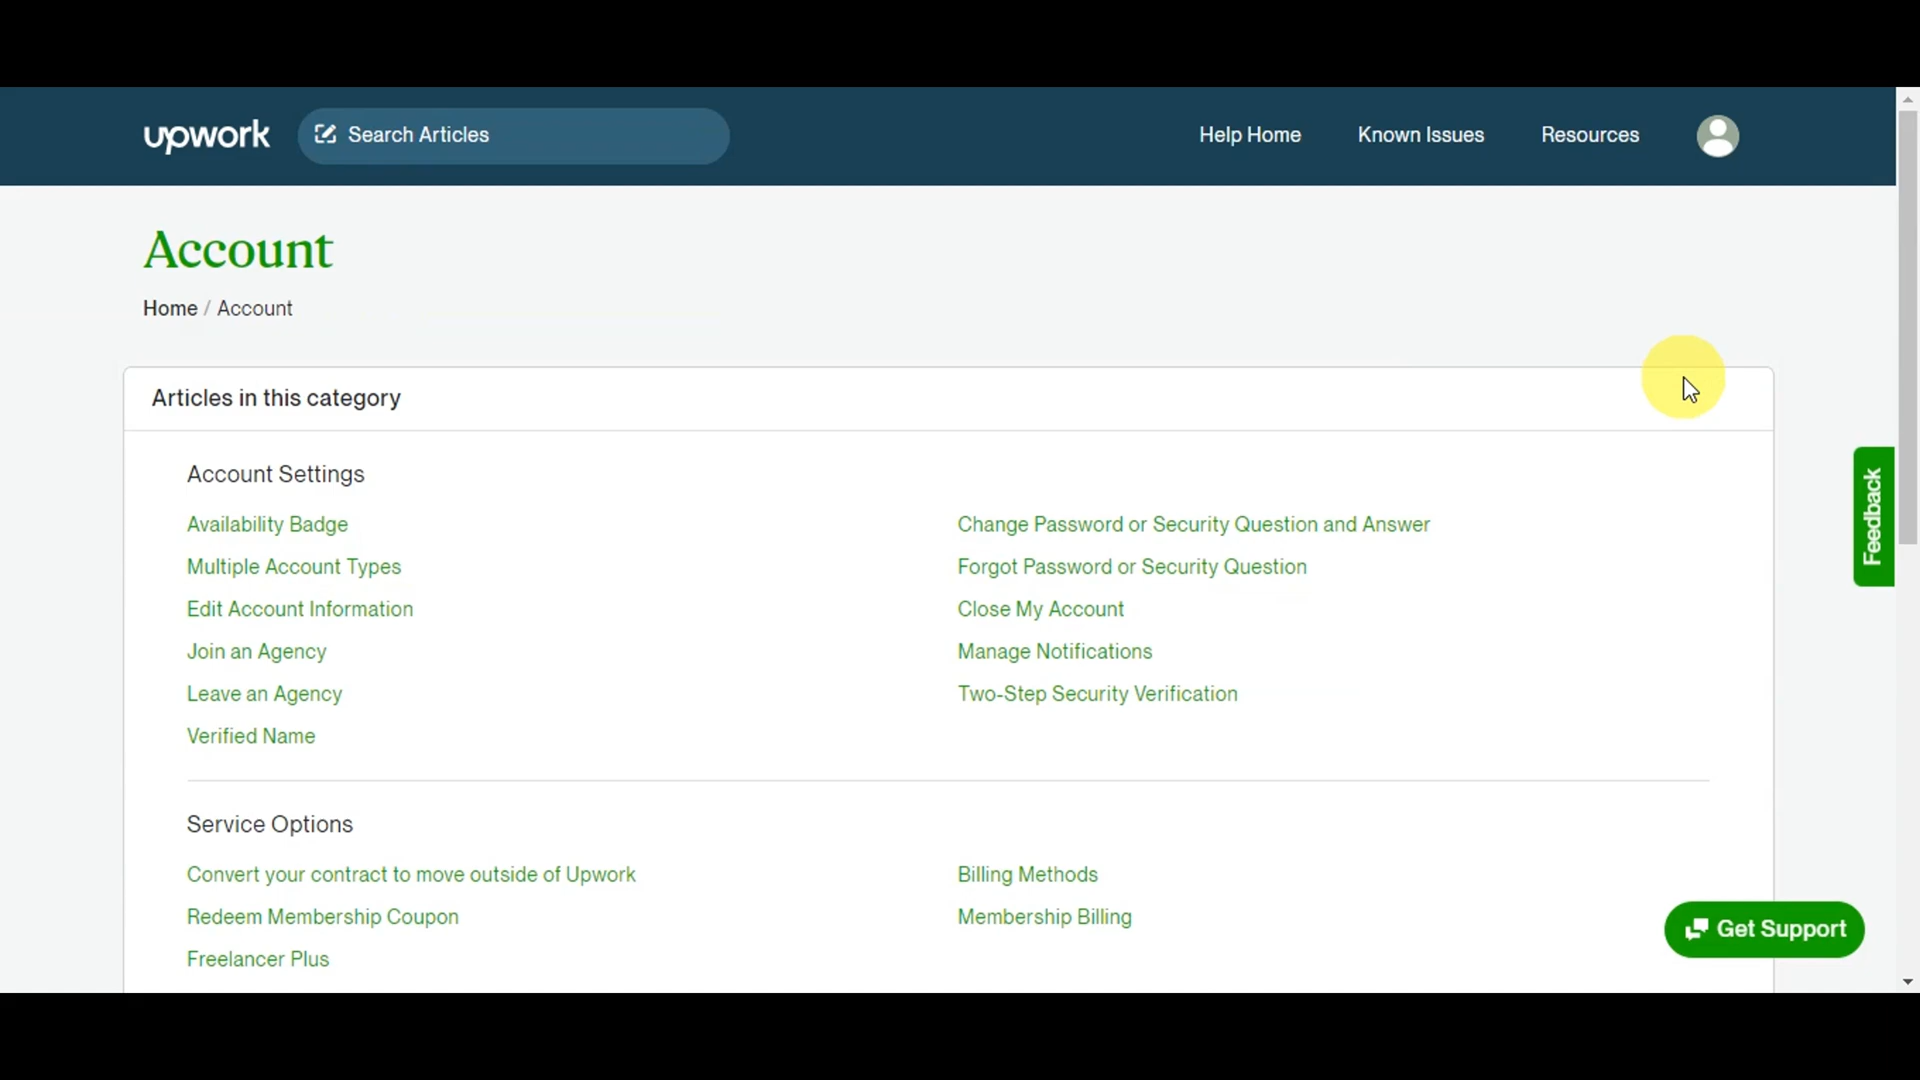 upwork
Search Articles
Help Home
Known Issues
Resources
Account
Home / Account
Articles in this category
Account Settings
Availability Badge
Multiple Account Types
Edit Account Information
Join an Agency
Leave an Agency
Verified Name
Change Password or Security Question and Answer
Forgot Password or Security Question
Close My Account
Manage Notifications
Two-Step Security Verification
Feedback
Service Options
Convert your contract to move outside of Upwork
Redeem Membership Coupon
Freelancer Plus
Billing Methods
Membership Billing
Get Support